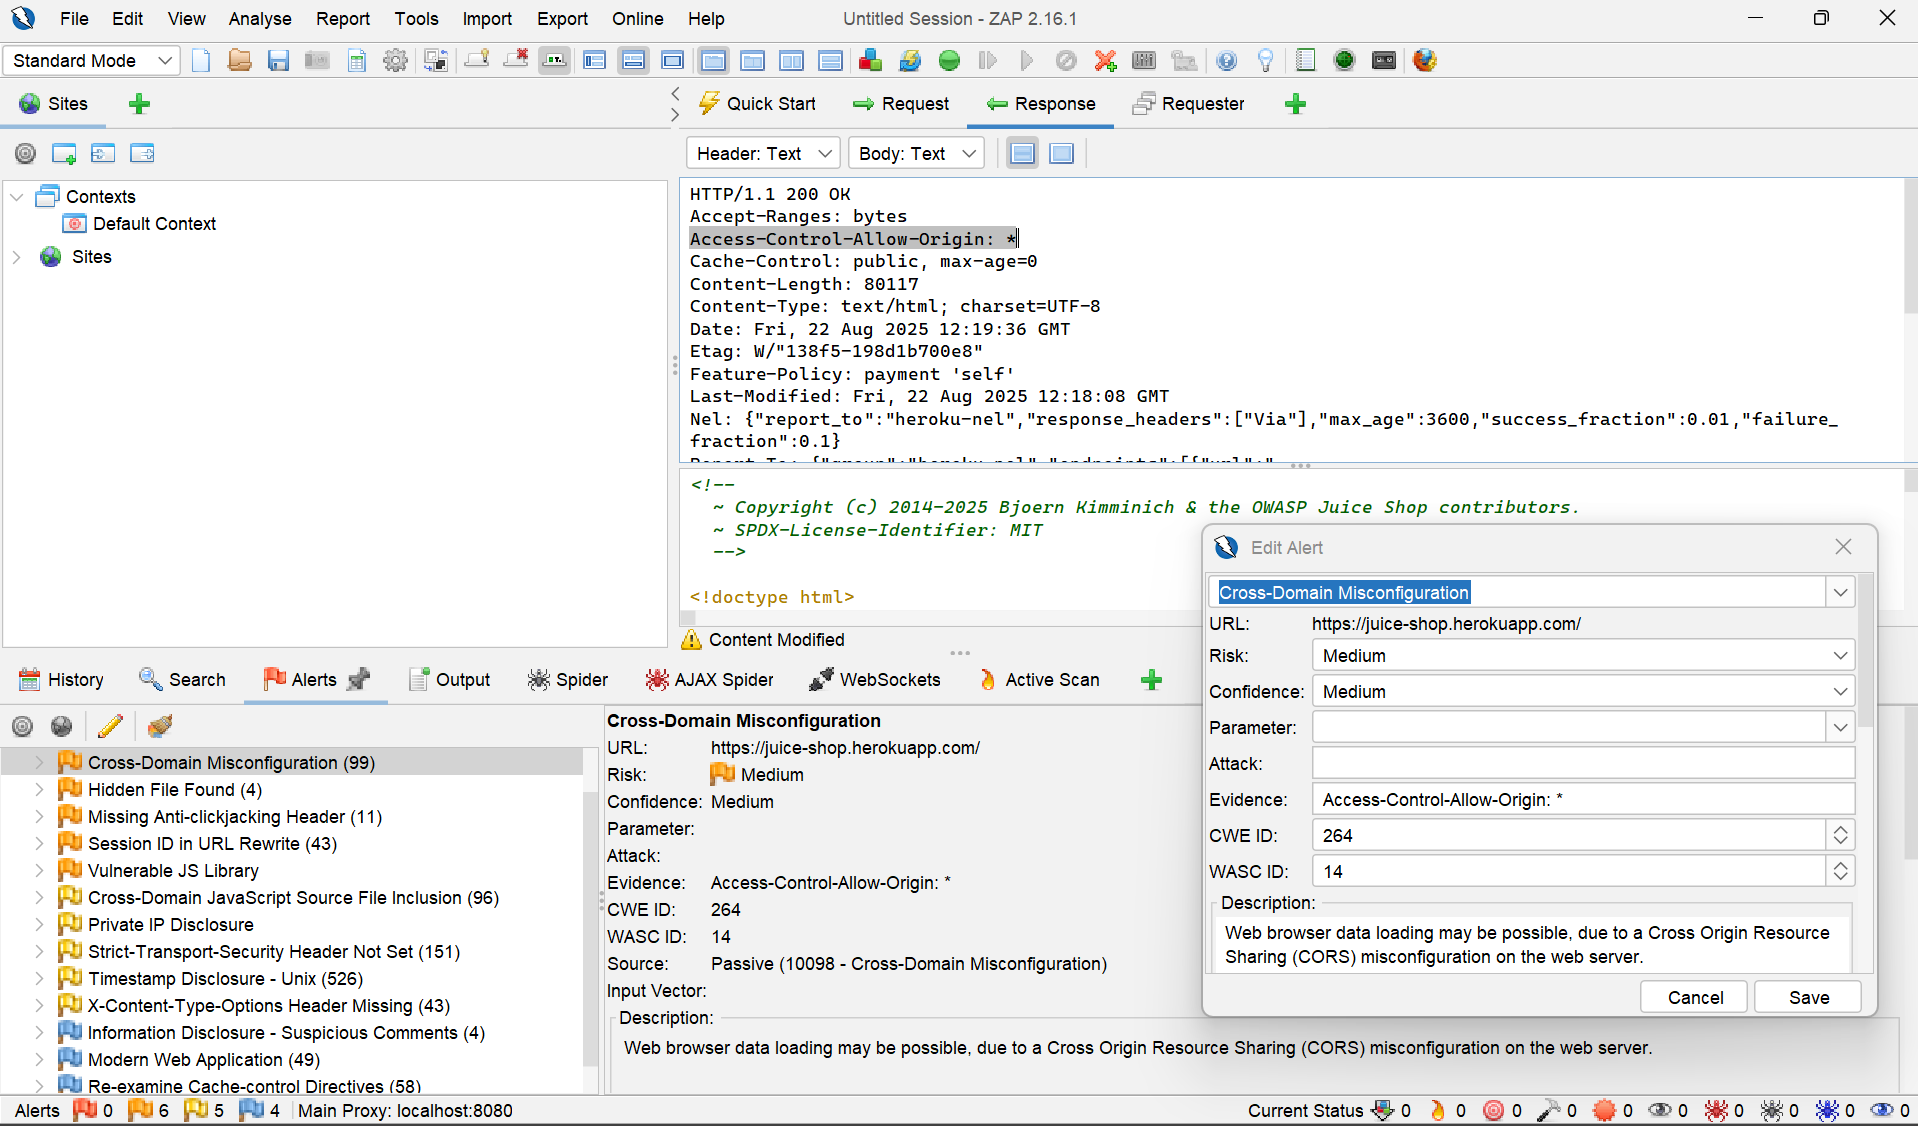 File Edit View Analyse Report Tools Import Export Online Help
Untitled Session - ZAP 2.16.1
Standard Mode
Sites
Quick Start Request Response Requester
Header: Text Body: Text
Contexts
Default Context
Sites
HTTP/1.1 200 OK
Accept-Ranges: bytes
Access-Control-Allow-Origin: *
Cache-Control: public, max-age=0
Content-Length: 80117
Content-Type: text/html; charset=UTF-8
Date: Fri, 22 Aug 2025 12:19:36 GMT
Etag: W/"138f5-198d1b700e8"
Feature-Policy: payment 'self'
Last-Modified: Fri, 22 Aug 2025 12:18:08 GMT
Nel: {"report_to":"heroku-nel","response_headers":["Via"],"max_age":3600,"success_fraction":0.01,"failure_
fraction":0.1}
<!--
~ Copyright (c) 2014-2025 Bjoern Kimminich & the OWASP Juice Shop contributors.
~ SPDX-License-Identifier: MIT
-->
<!doctype html>
Content Modified
History Search Alerts Output Spider AJAX Spider WebSockets Active Scan
Cross-Domain Misconfiguration (99)
Hidden File Found (4)
Missing Anti-clickjacking Header (11)
Session ID in URL Rewrite (43)
Vulnerable JS Library
Cross-Domain JavaScript Source File Inclusion (96)
Private IP Disclosure
Strict-Transport-Security Header Not Set (151)
Timestamp Disclosure - Unix (526)
X-Content-Type-Options Header Missing (43)
Information Disclosure - Suspicious Comments (4)
Modern Web Application (49)
Re-examine Cache-control Directives (58)
Cross-Domain Misconfiguration
URL: https://juice-shop.herokuapp.com/
Risk: Medium
Confidence: Medium
Parameter:
Attack:
Evidence: Access-Control-Allow-Origin: *
CWE ID: 264
WASC ID: 14
Source: Passive (10098 - Cross-Domain Misconfiguration)
Input Vector:
Description:
Web browser data loading may be possible, due to a Cross Origin Resource Sharing (CORS) misconfiguration on the web server.
Edit Alert
Cross-Domain Misconfiguration
URL: https://juice-shop.herokuapp.com/
Risk: Medium
Confidence: Medium
Parameter:
Attack:
Evidence: Access-Control-Allow-Origin: *
CWE ID: 264
WASC ID: 14
Description:
Web browser data loading may be possible, due to a Cross Origin Resource
Sharing (CORS) misconfiguration on the web server.
Cancel Save
Alerts 0 6 5 4 Main Proxy: localhost:8080
Current Status 0 0 0 0 0 0 0 0 0 0